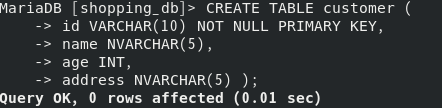 MariaDB [shopping_db]> CREATE TABLE customer (
-> id VARCHAR(10) NOT NULL PRIMARY KEY,
-> name NVARCHAR(5),
-> age INT,
-> address NVARCHAR(5) );
Query OK, 0 rows affected (0.01 sec)